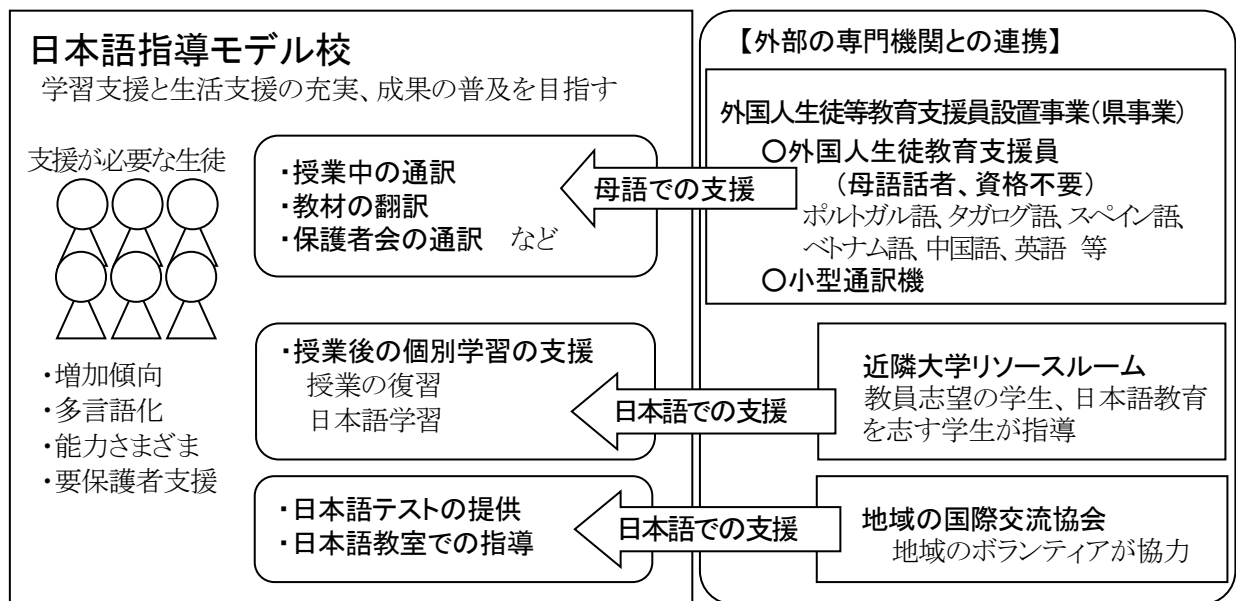 日本語指導モデル校
学習支援と生活支援の充実、成果の普及を目指す
支援が必要な生徒
・増加傾向
・多言語化
・能力さまざま
・要保護者支援
・授業中の通訳
・教材の翻訳
・保護者会の通訳　など
母語での支援
・授業後の個別学習の支援
授業の復習
日本語学習
日本語での支援
・日本語テストの提供
・日本語教室での指導
日本語での支援
【外部の専門機関との連携】
外国人生徒等教育支援員設置事業(県事業)
○外国人生徒教育支援員
(母語話者、資格不要)
ポルトガル語、タガログ語、スペイン語、
ベトナム語、中国語、英語　等
○小型通訳機
近隣大学リソースルーム
教員志望の学生、日本語教育
を志す学生が指導
地域の国際交流協会
地域のボランティアが協力